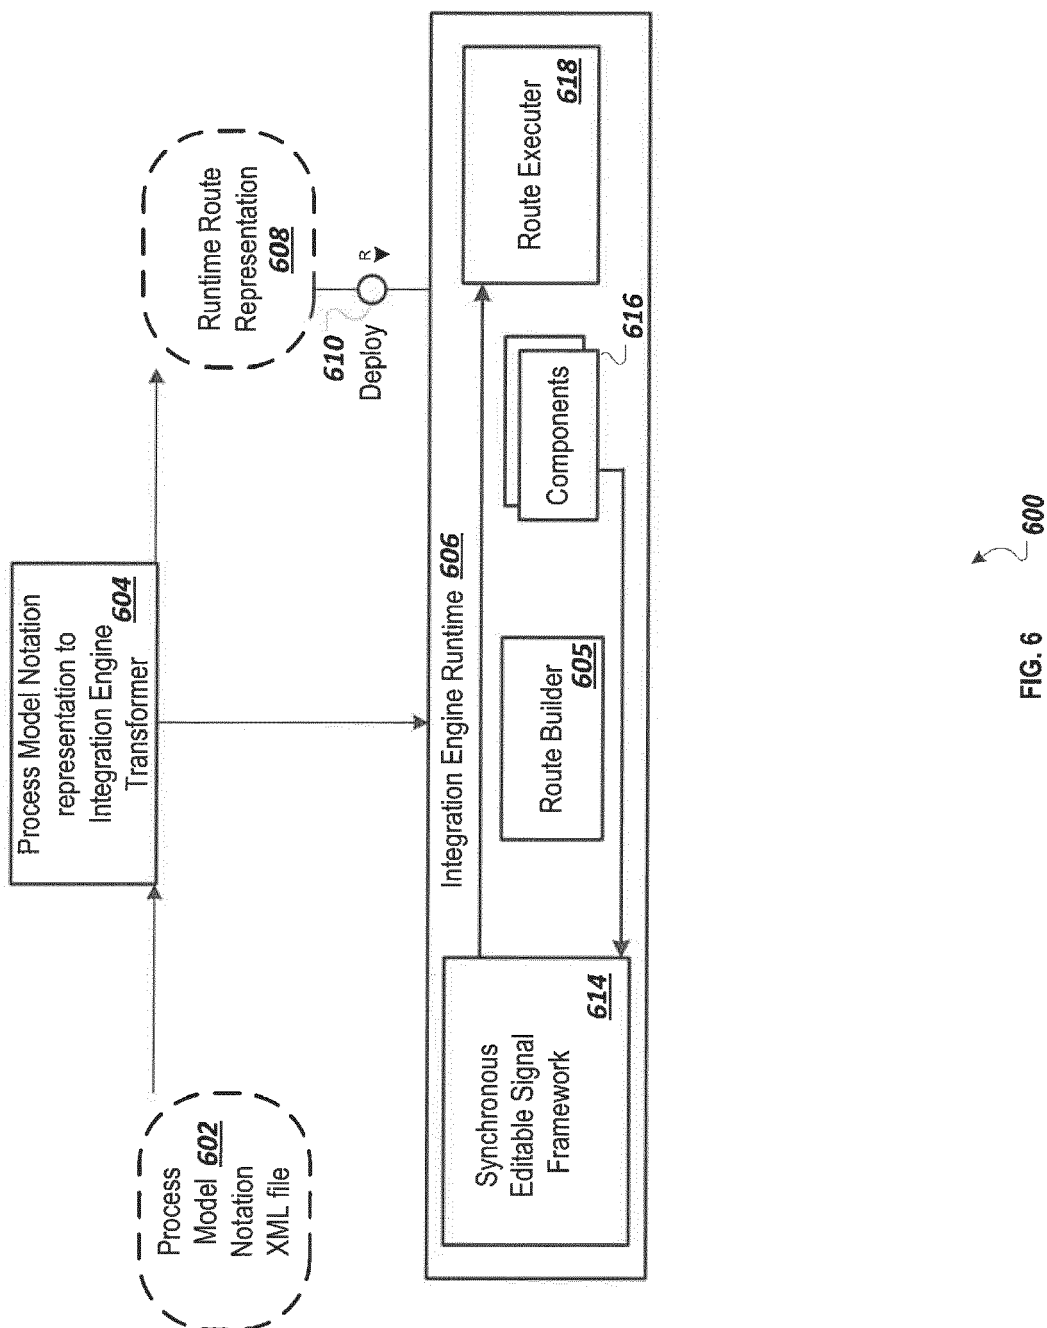 Process
Model 602
Notation
XML file
Process Model Notation
representation to
Integration Engine
604
Transformer
Runtime Route
Representation
608
610
Deploy
R
Integration Engine Runtime 606
Synchronous
Editable Signal
Framework
614
Route Builder
605
Components
616
Route Executer
618
600
FIG. 6